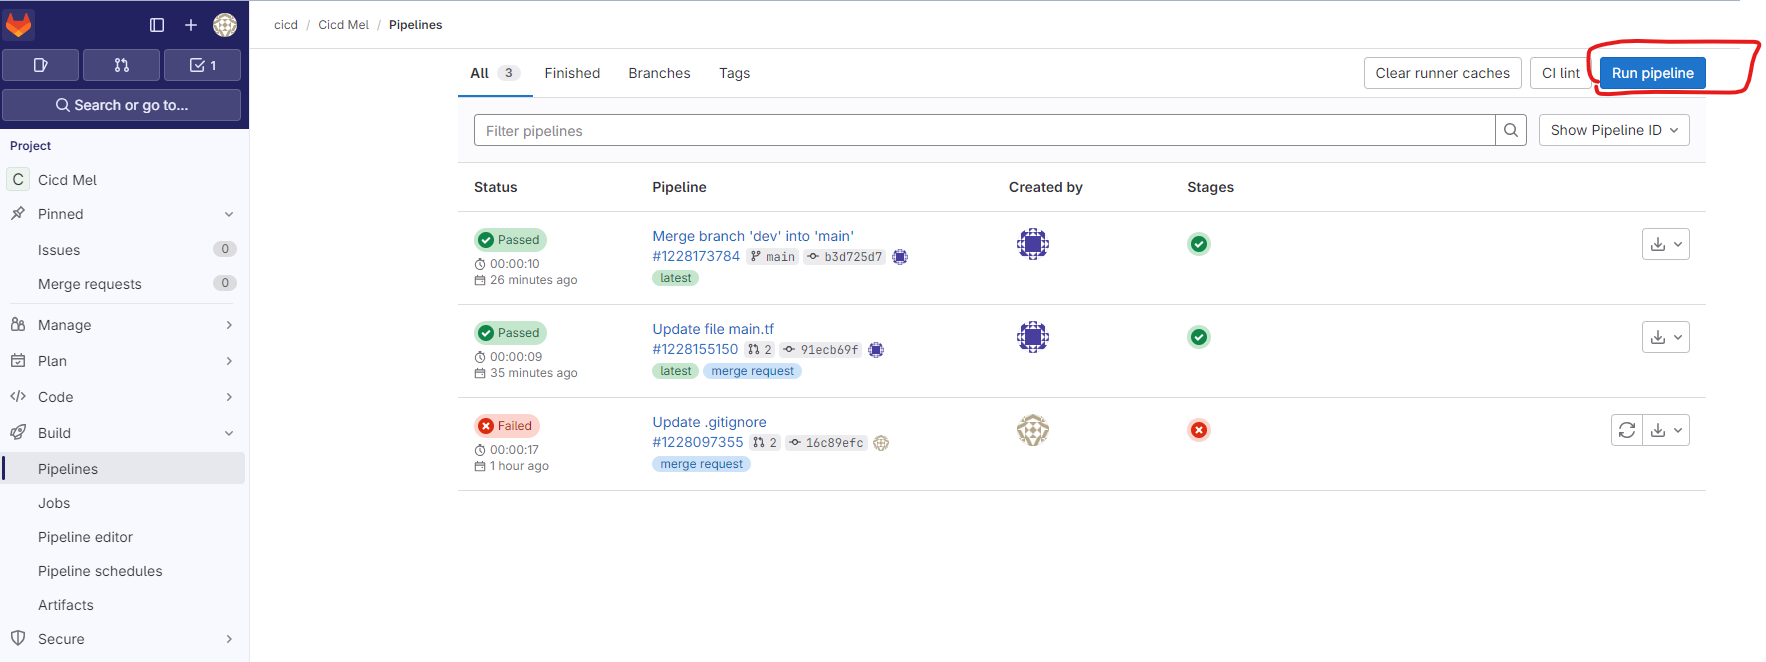 cicd / Cicd Mel / Pipelines
1
Search or go to...
Project
C Cicd Mel
Pinned
Issues 0
Merge requests 0
Manage
Plan
Code
Build
Pipelines
Jobs
Pipeline editor
Pipeline schedules
Artifacts
Secure
All 3 Finished Branches Tags
Clear runner caches CI lint Run pipeline
Filter pipelines Show Pipeline ID
Status Pipeline Created by Stages
Passed
00:00:10
26 minutes ago
Merge branch 'dev' into 'main'
#1228173784 main b3d725d7
latest
Passed
00:00:09
35 minutes ago
Update file main.tf
#1228155150 2 91ecb69f
latest merge request
Failed
00:00:17
1 hour ago
Update .gitignore
#1228097355 2 16c89efc
merge request